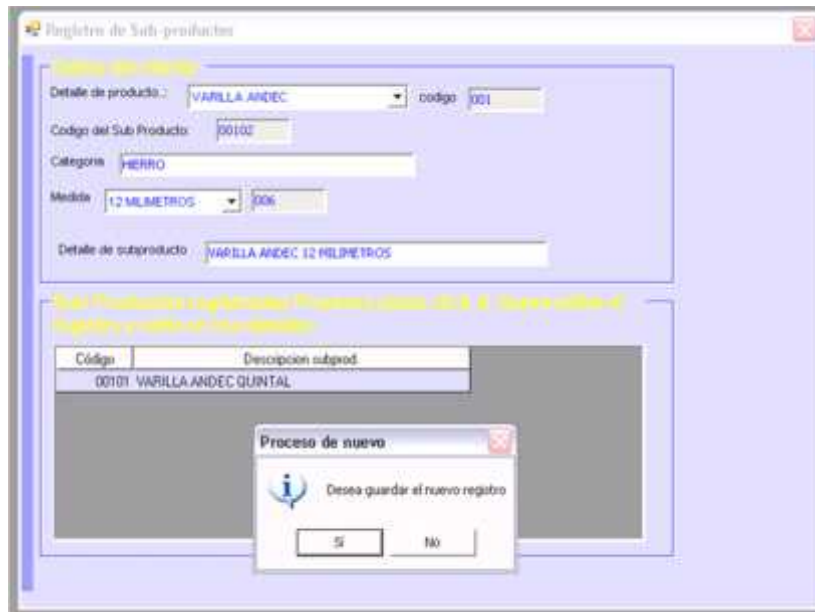 Registro de Sub-productos
Detalle de producto.: VARILLA ANDEC codigo 001
Codigo del Sub Producto 00102
Categoria HIERRO
Medida 12 MILIMETROS 006
Detalle de subproducto VARILLA ANDEC 12 MILIMETROS
Código Descripcion subprod.
00101 VARILLA ANDEC QUINTAL
Proceso de nuevo
Desea guardar el nuevo registro
Sí No